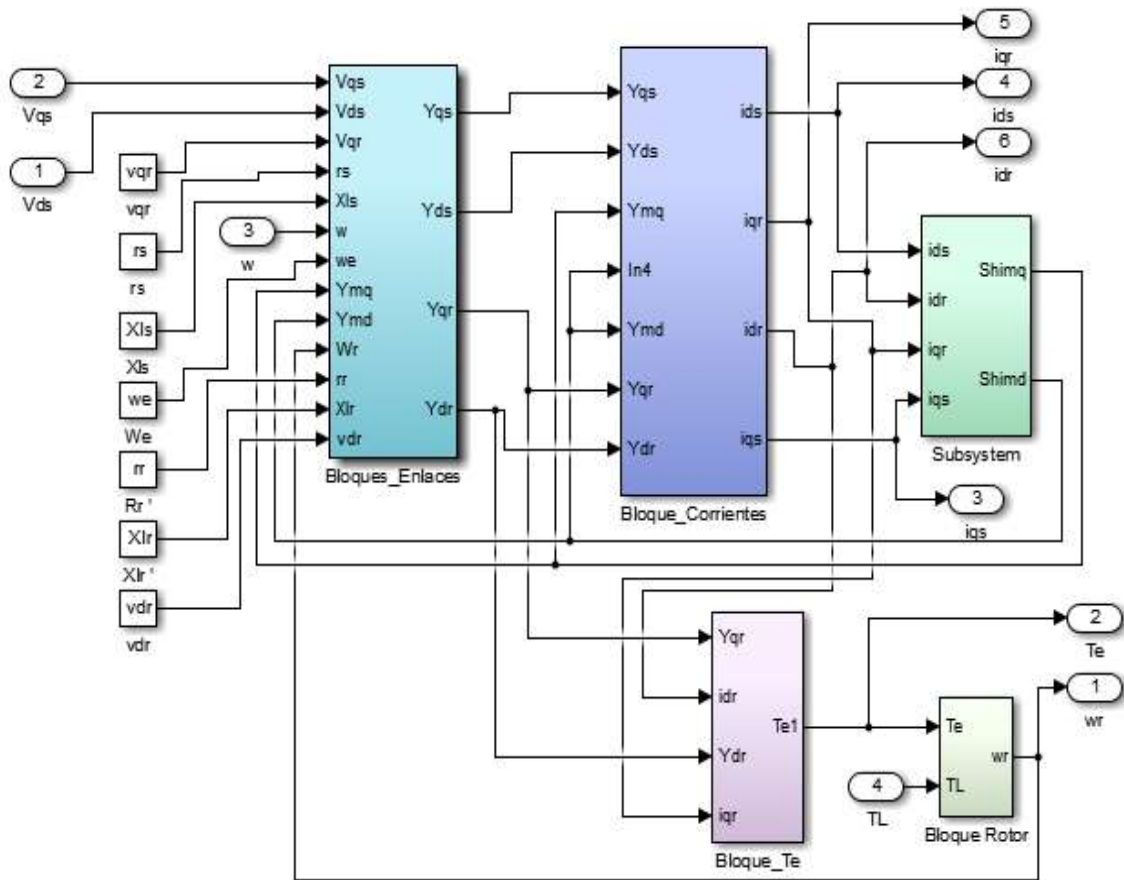 2
Vqs
1
Vds
vqr
vqr
rs
rs
Xls
Xls
we
We
rr
Rr '
Xlr
Xlr '
vdr
vdr
3
w
Vqs
Vds
Vqr
rs
Xls
w
we
Ymq
Ymd
Wr
rr
Xlr
vdr
Yqs
Yds
Yqr
Ydr
Bloques_Enlaces
Yqs
Yds
Ymq
In4
Ymd
Yqr
Ydr
ids
iqr
idr
iqs
Bloque_Corrientes
5
iqr
4
ids
6
idr
ids
idr
iqr
iqs
Shimq
Shimd
Subsystem
3
iqs
Yqr
idr
Ydr
iqr
Te1
Bloque_Te
4
TL
Te
TL
wr
Bloque Rotor
2
Te
1
wr